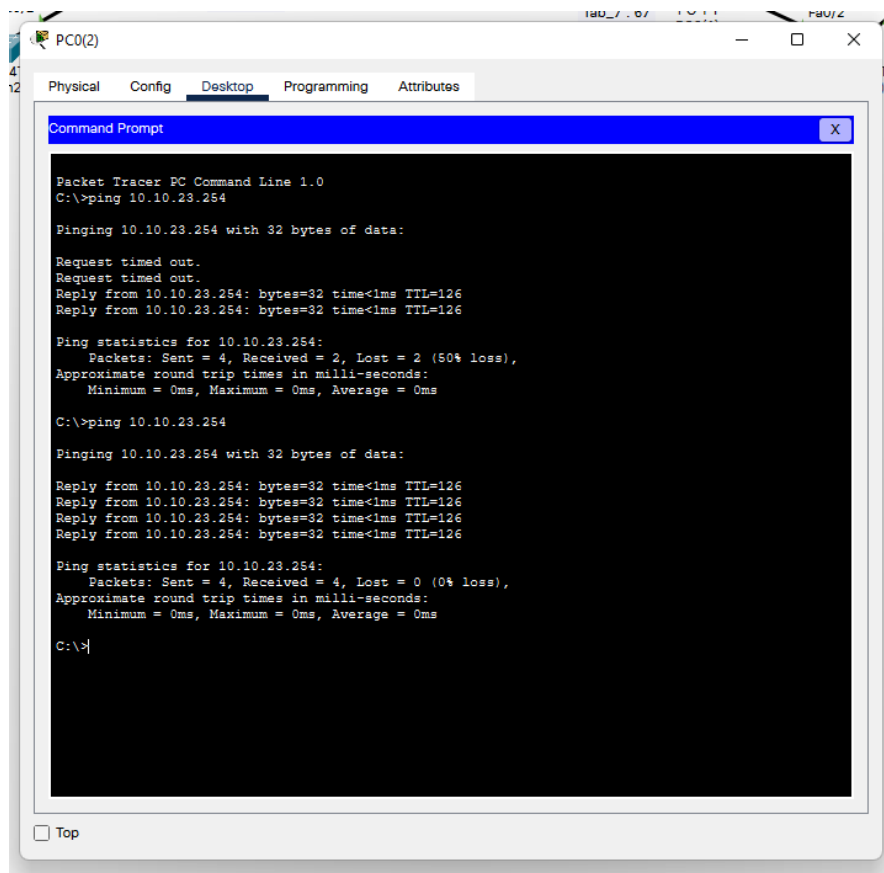 Tab_7 : 67
Fa0/2
PC0(2)
Physical Config Desktop Programming Attributes
Command Prompt
X
Packet Tracer PC Command Line 1.0
C:\>ping 10.10.23.254
Pinging 10.10.23.254 with 32 bytes of data:
Request timed out.
Request timed out.
Reply from 10.10.23.254: bytes=32 time<1ms TTL=126
Reply from 10.10.23.254: bytes=32 time<1ms TTL=126
Ping statistics for 10.10.23.254:
Packets: Sent = 4, Received = 2, Lost = 2 (50% loss),
Approximate round trip times in milli-seconds:
Minimum = 0ms, Maximum = 0ms, Average = 0ms
C:\>ping 10.10.23.254
Pinging 10.10.23.254 with 32 bytes of data:
Reply from 10.10.23.254: bytes=32 time<1ms TTL=126
Reply from 10.10.23.254: bytes=32 time<1ms TTL=126
Reply from 10.10.23.254: bytes=32 time<1ms TTL=126
Reply from 10.10.23.254: bytes=32 time<1ms TTL=126
Ping statistics for 10.10.23.254:
Packets: Sent = 4, Received = 4, Lost = 0 (0% loss),
Approximate round trip times in milli-seconds:
Minimum = 0ms, Maximum = 0ms, Average = 0ms
C:\>
Top